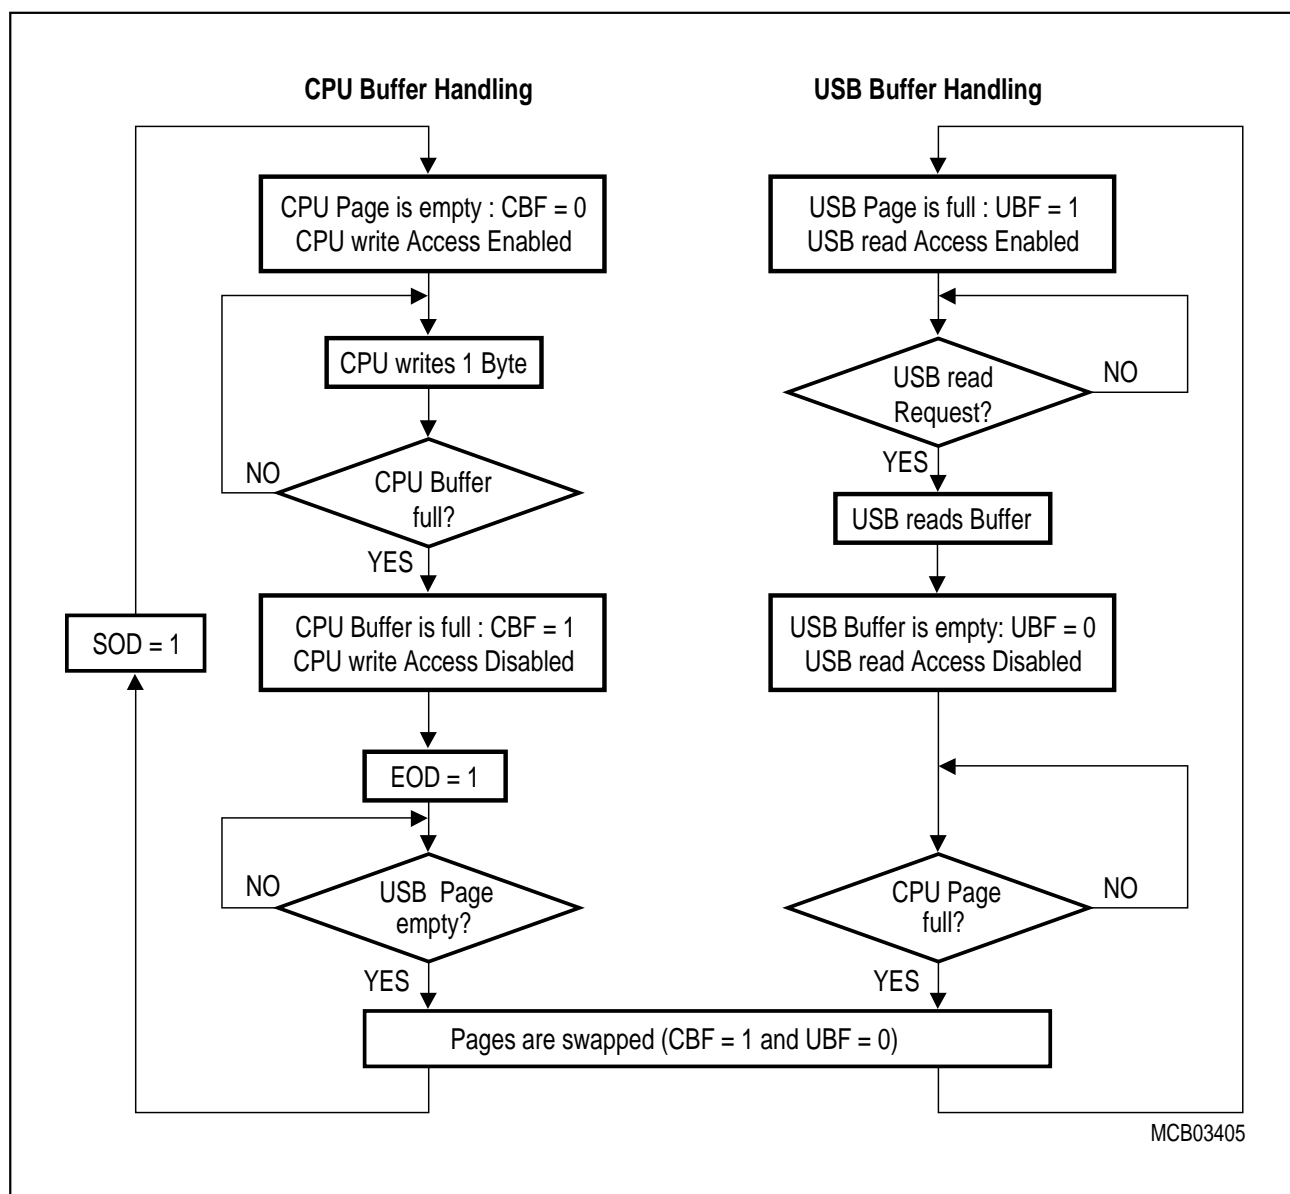 CPU Buffer Handling
CPU Page is empty : CBF = 0
CPU write Access Enabled
CPU writes 1 Byte
NO
CPU Buffer
full?
YES
SOD = 1
CPU Buffer is full : CBF = 1
CPU write Access Disabled
EOD = 1
NO
USB Page
empty?
YES
USB Buffer Handling
USB Page is full : UBF = 1
USB read Access Enabled
USB read
Request?
NO
YES
USB reads Buffer
USB Buffer is empty: UBF = 0
USB read Access Disabled
CPU Page
full?
NO
YES
Pages are swapped (CBF = 1 and UBF = 0)
MCB03405